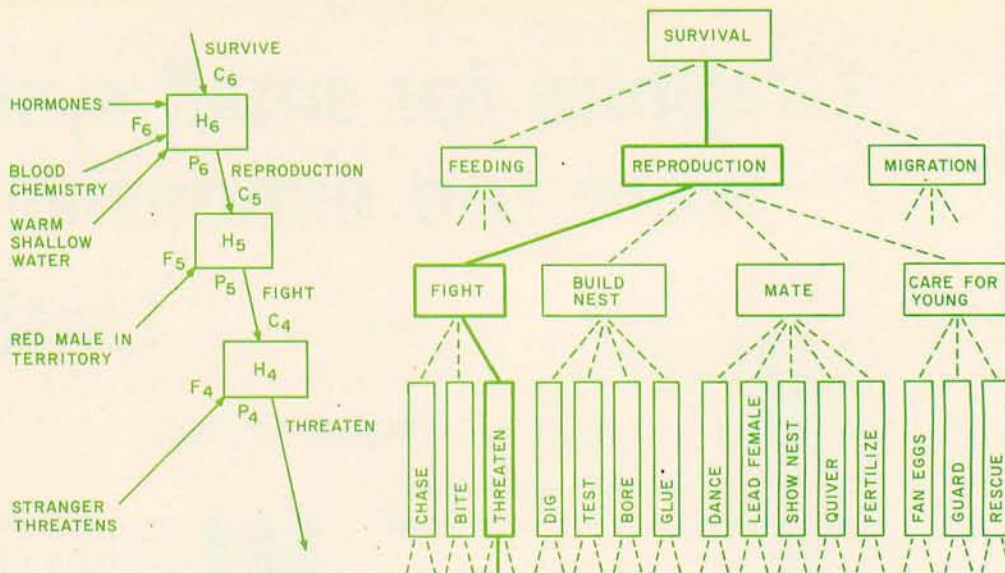 SURVIVE
C6
HORMONES
F6
H6
BLOOD
CHEMISTRY
P6
REPRODUCTION
C5
WARM
SHALLOW
WATER
H5
F5
P5
FIGHT
C4
RED MALE IN
TERRITORY
H4
F4
P4
THREATEN
STRANGER
THREATENS
SURVIVAL
FEEDING
REPRODUCTION
MIGRATION
FIGHT
BUILD
NEST
MATE
CARE FOR
YOUNG
CHASE
BITE
THREATEN
DIG
TEST
BORE
GLUE
DANCE
LEAD FEMALE
SHOW NEST
QUIVER
FERTILIZE
FAN EGGS
GUARD
RESCUE